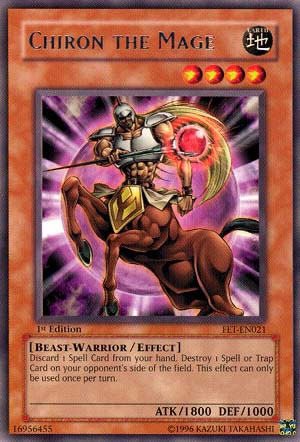 CHIRON THE MAGE
EARTH
地
1st Edition
FET-EN021
[BEAST-WARRIOR / EFFECT]
Discard 1 Spell Card from your hand. Destroy 1 Spell or Trap
Card on your opponent's side of the field. This effect can
only be used once per turn.
ATK/1800 DEF/1000
16956455
©1996 KAZUKI TAKAHASHI